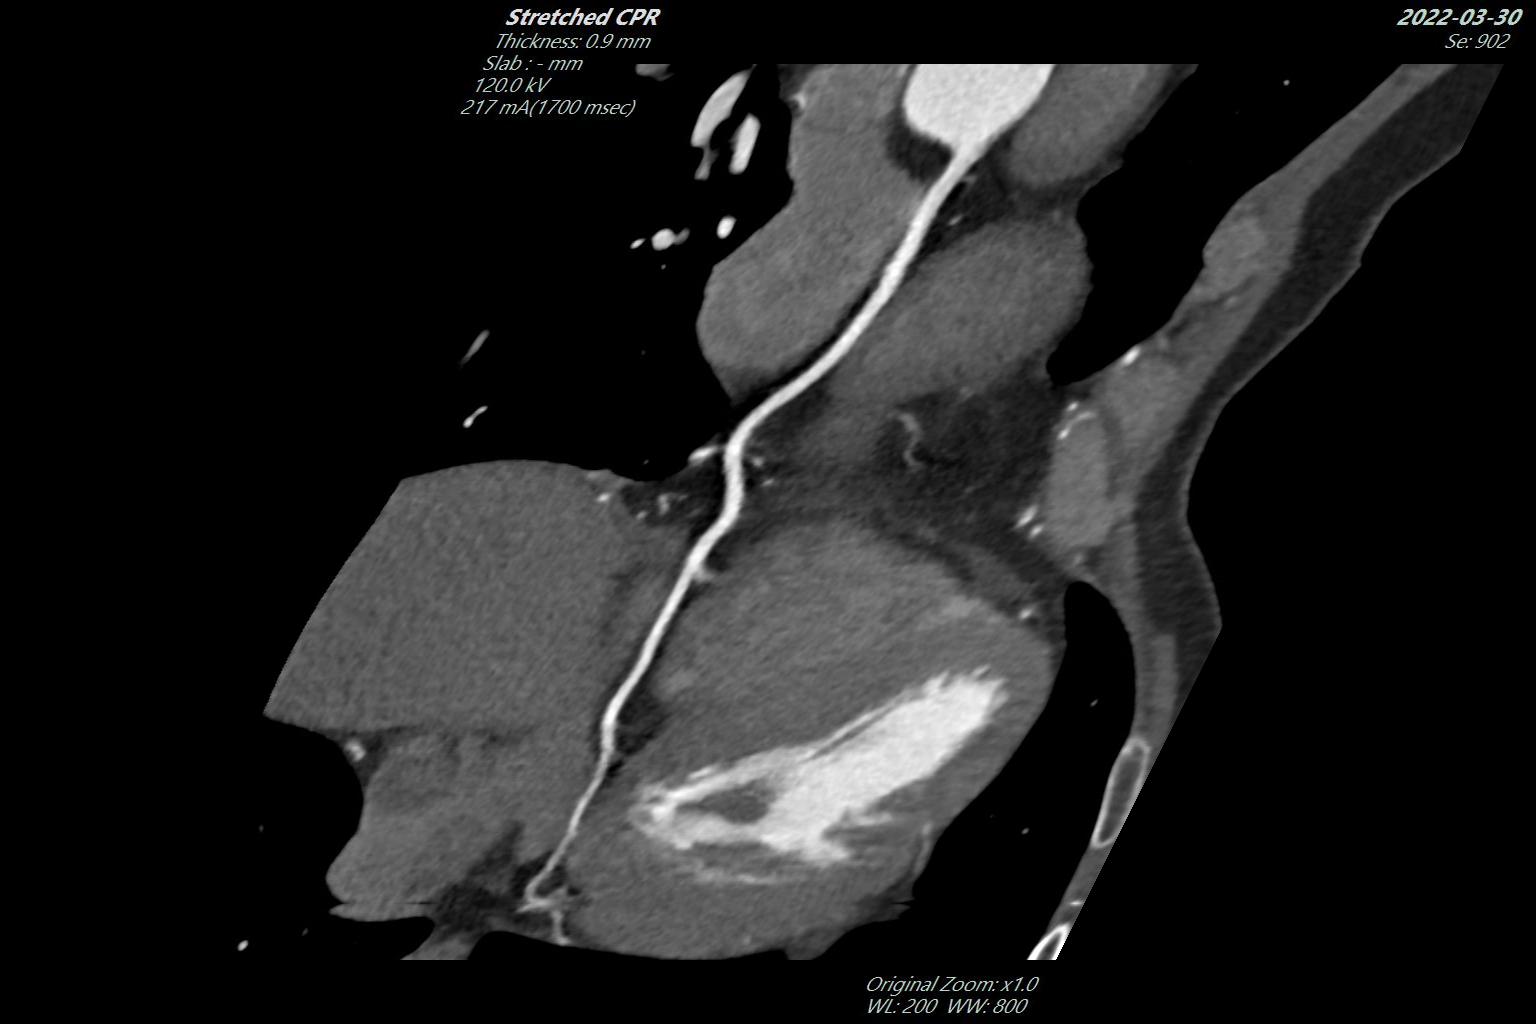 Stretched CPR
Thickness: 0.9 mm
Slab : - mm
120.0 kV
217 mA(1700 msec)
2022-03-30
Se: 902
Original Zoom: x1.0
WL: 200 WW: 800